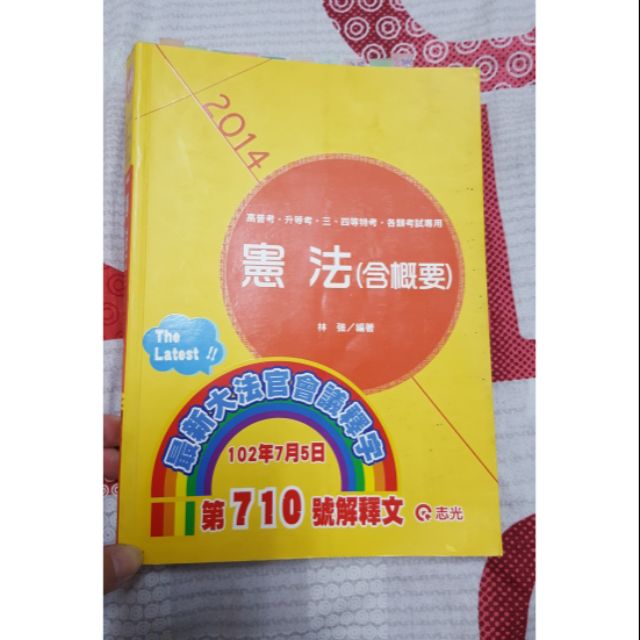 2014
高普考‧升等考‧三、四等特考‧各類考試專用
憲法(含概要)
林強／編著
The
Latest !!
最新大法官會議釋字
102年7月5日
第710號解釋文
志光